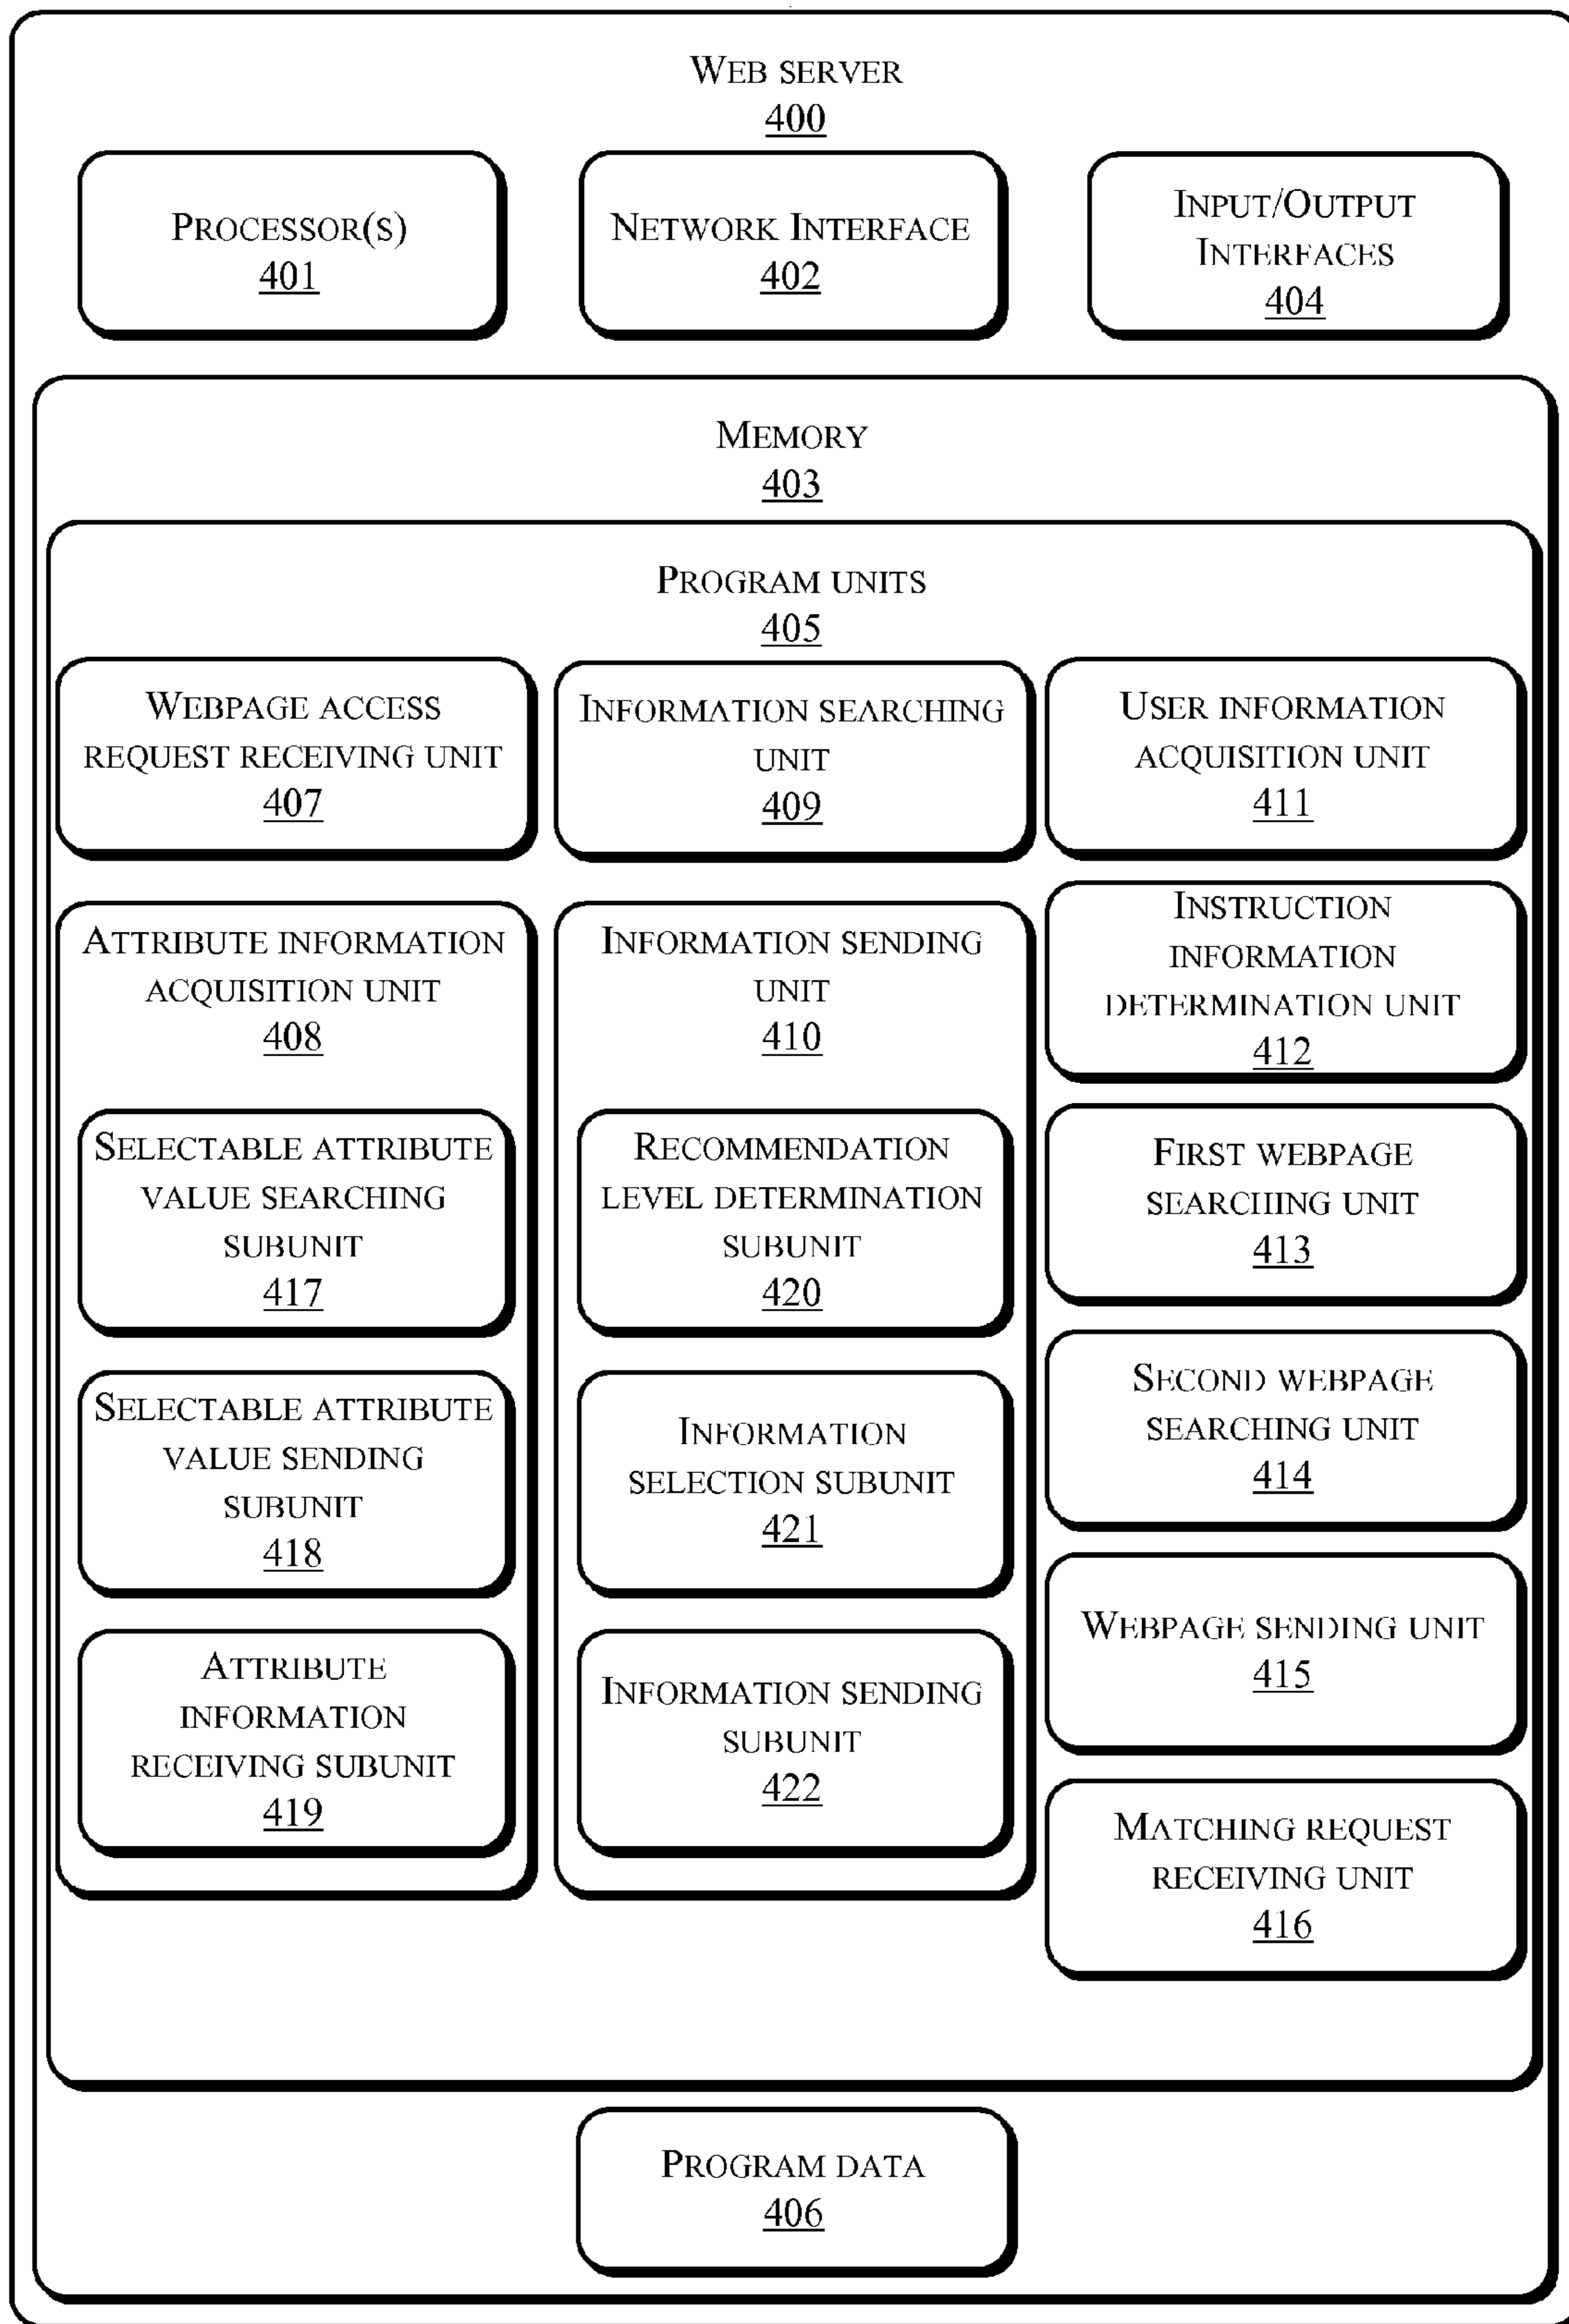 WEB SERVER
400
PROCESSOR(S)
401
NETWORK INTERFACE
402
INPUT/OUTPUT
INTERFACES
404
MEMORY
403
PROGRAM UNITS
405
WEBPAGE ACCESS
REQUEST RECEIVING UNIT
407
ATTRIBUTE INFORMATION
ACQUISITION UNIT
408
SELECTABLE ATTRIBUTE
VALUE SEARCHING
SUBUNIT
417
SELECTABLE ATTRIBUTE
VALUE SENDING
SUBUNIT
418
ATTRIBUTE
INFORMATION
RECEIVING SUBUNIT
419
INFORMATION SEARCHING
UNIT
409
INFORMATION SENDING
UNIT
410
RECOMMENDATION
LEVEL DETERMINATION
SUBUNIT
420
INFORMATION
SELECTION SUBUNIT
421
INFORMATION SENDING
SUBUNIT
422
USER INFORMATION
ACQUISITION UNIT
411
INSTRUCTION
INFORMATION
DETERMINATION UNIT
412
FIRST WEBPAGE
SEARCHING UNIT
413
SECOND WEBPAGE
SEARCHING UNIT
414
WEBPAGE SENDING UNIT
415
MATCHING REQUEST
RECEIVING UNIT
416
PROGRAM DATA
406